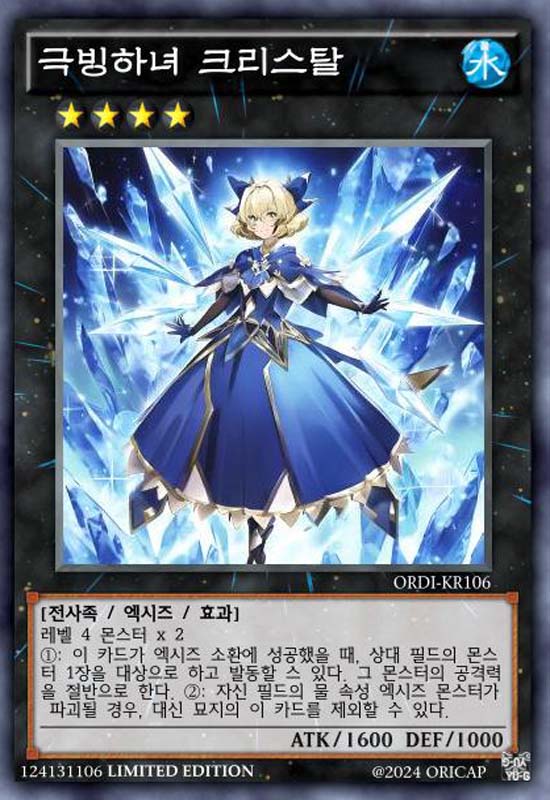 극빙하녀 크리스탈
水
ORDI-KR106
[전사족 / 엑시즈 / 효과]
레벨 4 몬스터 x 2
①: 이 카드가 엑시즈 소환에 성공했을 때, 상대 필드의 몬스
터 1장을 대상으로 하고 발동할 스 있다. 그 몬스터의 공격력
을 절반으로 한다. ②: 자신 필드의 물 속성 엑시즈 몬스터가
파괴될 경우, 대신 묘지의 이 카드를 제외할 수 있다.
ATK/1600 DEF/1000
124131106 LIMITED EDITION
@2024 ORICAP